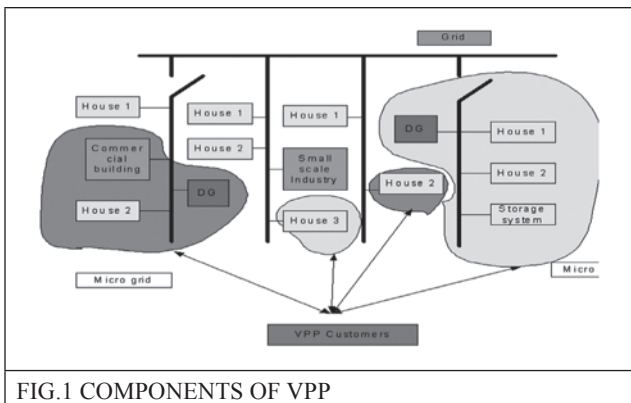 Grid
House 1
House 1
House 1
DG
House 1
House 2
Commer
cial
building
Small
scale
Industry
House 2
House 2
DG
House 2
House 3
Storage
system
Micro grid
Micro
VPP Customers
FIG.1 COMPONENTS OF VPP